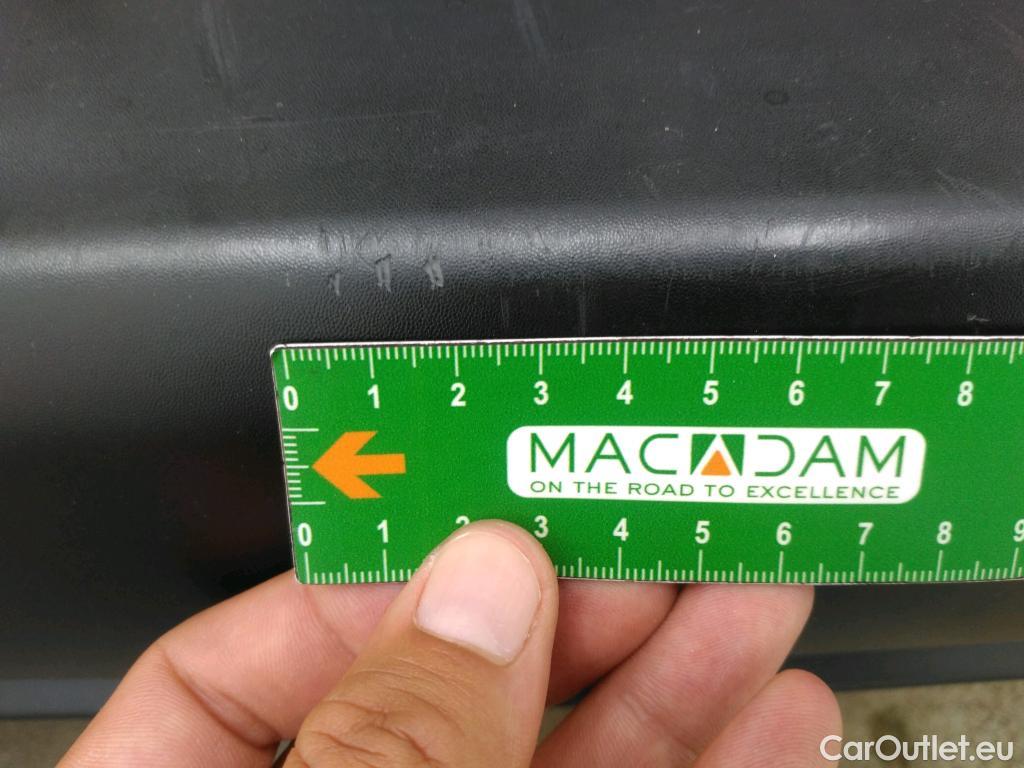 0 1 2 3 4 5 6 7 8
MACADAM
ON THE ROAD TO EXCELLENCE
0 1 2 3 4 5 6 7 8 9
CarOutlet.eu